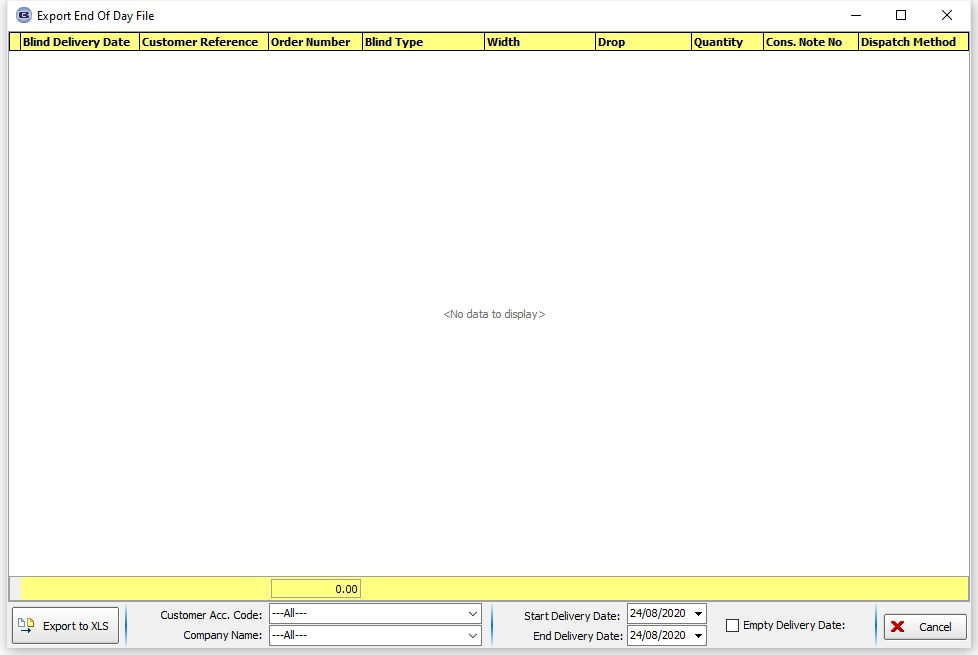 Export End Of Day File
Blind Delivery Date Customer Reference Order Number Blind Type Width Drop Quantity Cons. Note No Dispatch Method
<No data to display>
0.00
Export to XLS
Customer Acc. Code: ---All---
Company Name: ---All---
Start Delivery Date: 24/08/2020
End Delivery Date: 24/08/2020
Empty Delivery Date:
Cancel